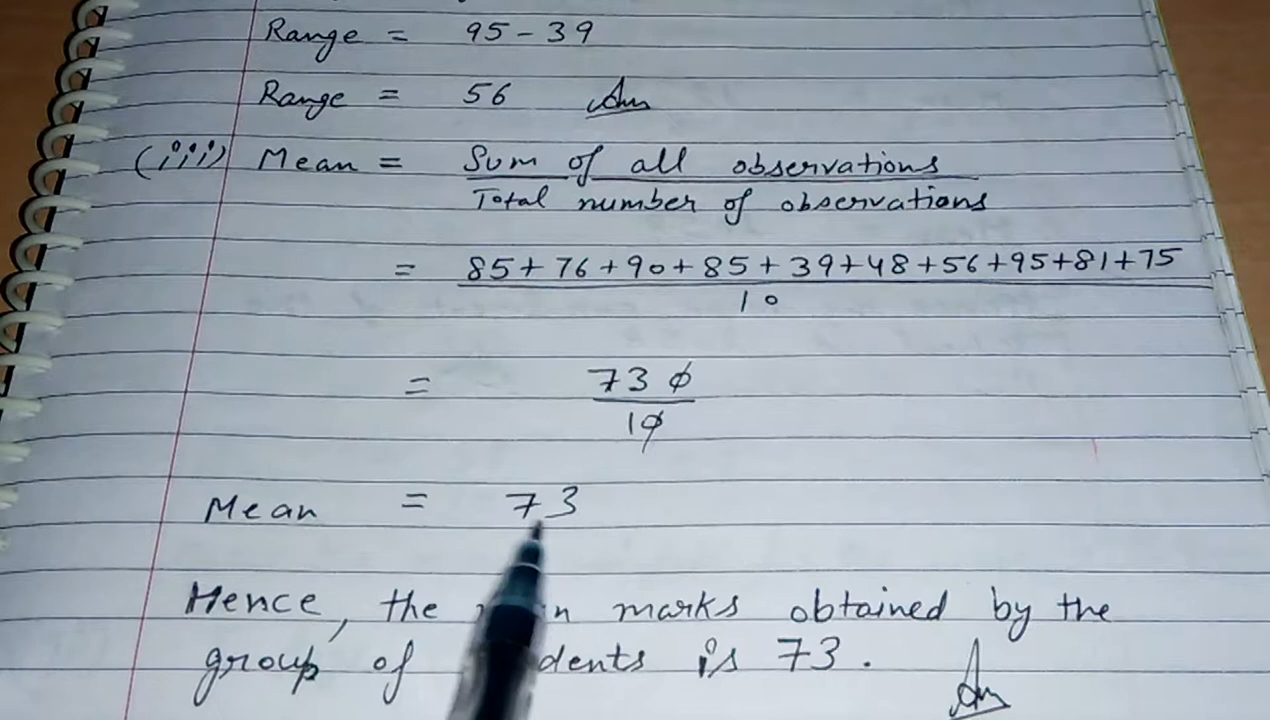 Range = 95 - 39
Range = 56 Ans
(iii) Mean = Sum of all observations
Total number of observations
= 85 + 76 + 90 + 85 + 39 + 48 + 56 + 95 + 81 + 75
10
= 730
10
Mean = 73
Hence, the marks obtained by the
group of is 73. Ans